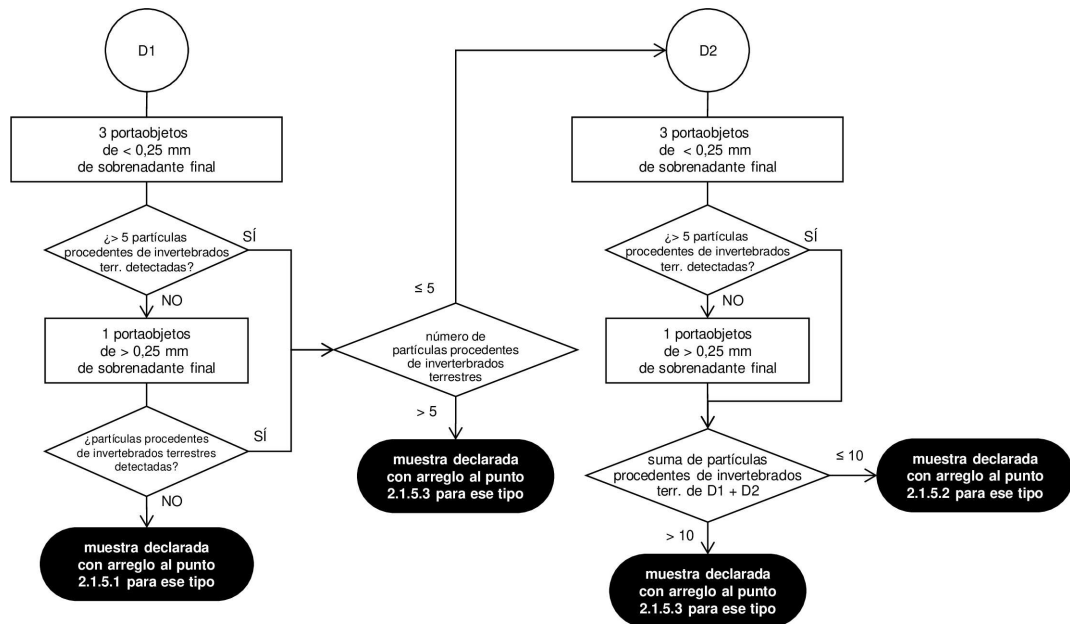 D1
3 portaobjetos
de < 0,25 mm
de sobrenadante final
¿> 5 partículas
procedentes de invertebrados
terr. detectadas?
SÍ
NO
1 portaobjetos
de > 0,25 mm
de sobrenadante final
¿partículas procedentes
de invertebrados terrestres
detectadas?
SÍ
NO
muestra declarada
con arreglo al punto
2.1.5.1 para ese tipo
≤ 5
número de
partículas procedentes
de inverterbrados
terrestres
> 5
muestra declarada
con arreglo al punto
2.1.5.3 para ese tipo
D2
3 portaobjetos
de < 0,25 mm
de sobrenadante final
¿> 5 partículas
procedentes de invertebrados
terr. detectadas?
SÍ
NO
1 portaobjetos
de > 0,25 mm
de sobrenadante final
suma de partículas
procedentes de invertebrados
terr. de D1 + D2
≤ 10
muestra declarada
con arreglo al punto
2.1.5.2 para ese tipo
> 10
muestra declarada
con arreglo al punto
2.1.5.3 para ese tipo